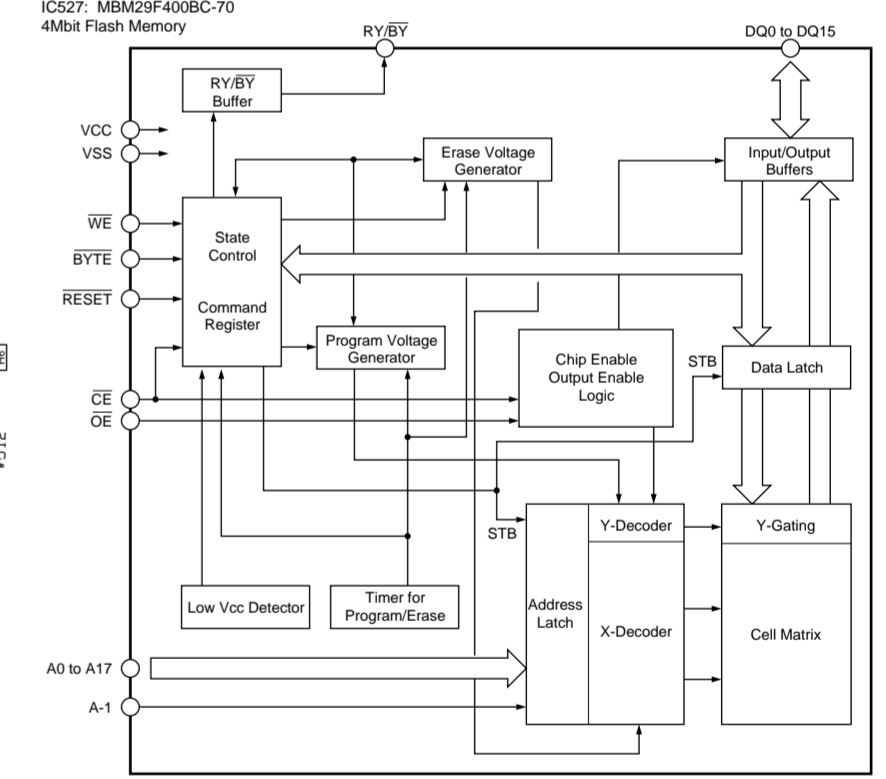 IC527: MBM29F400BC-70
4Mbit Flash Memory
RY/BY
DQ0 to DQ15
RY/BY
Buffer
VCC
VSS
Erase Voltage
Generator
Input/Output
Buffers
WE
State
Control
BYTE
RESET
Command
Register
Program Voltage
Generator
Chip Enable
Output Enable
Logic
STB
Data Latch
CE
OE
STB
Y-Decoder
Y-Gating
Low Vcc Detector
Timer for
Program/Erase
Address
Latch
X-Decoder
Cell Matrix
A0 to A17
A-1